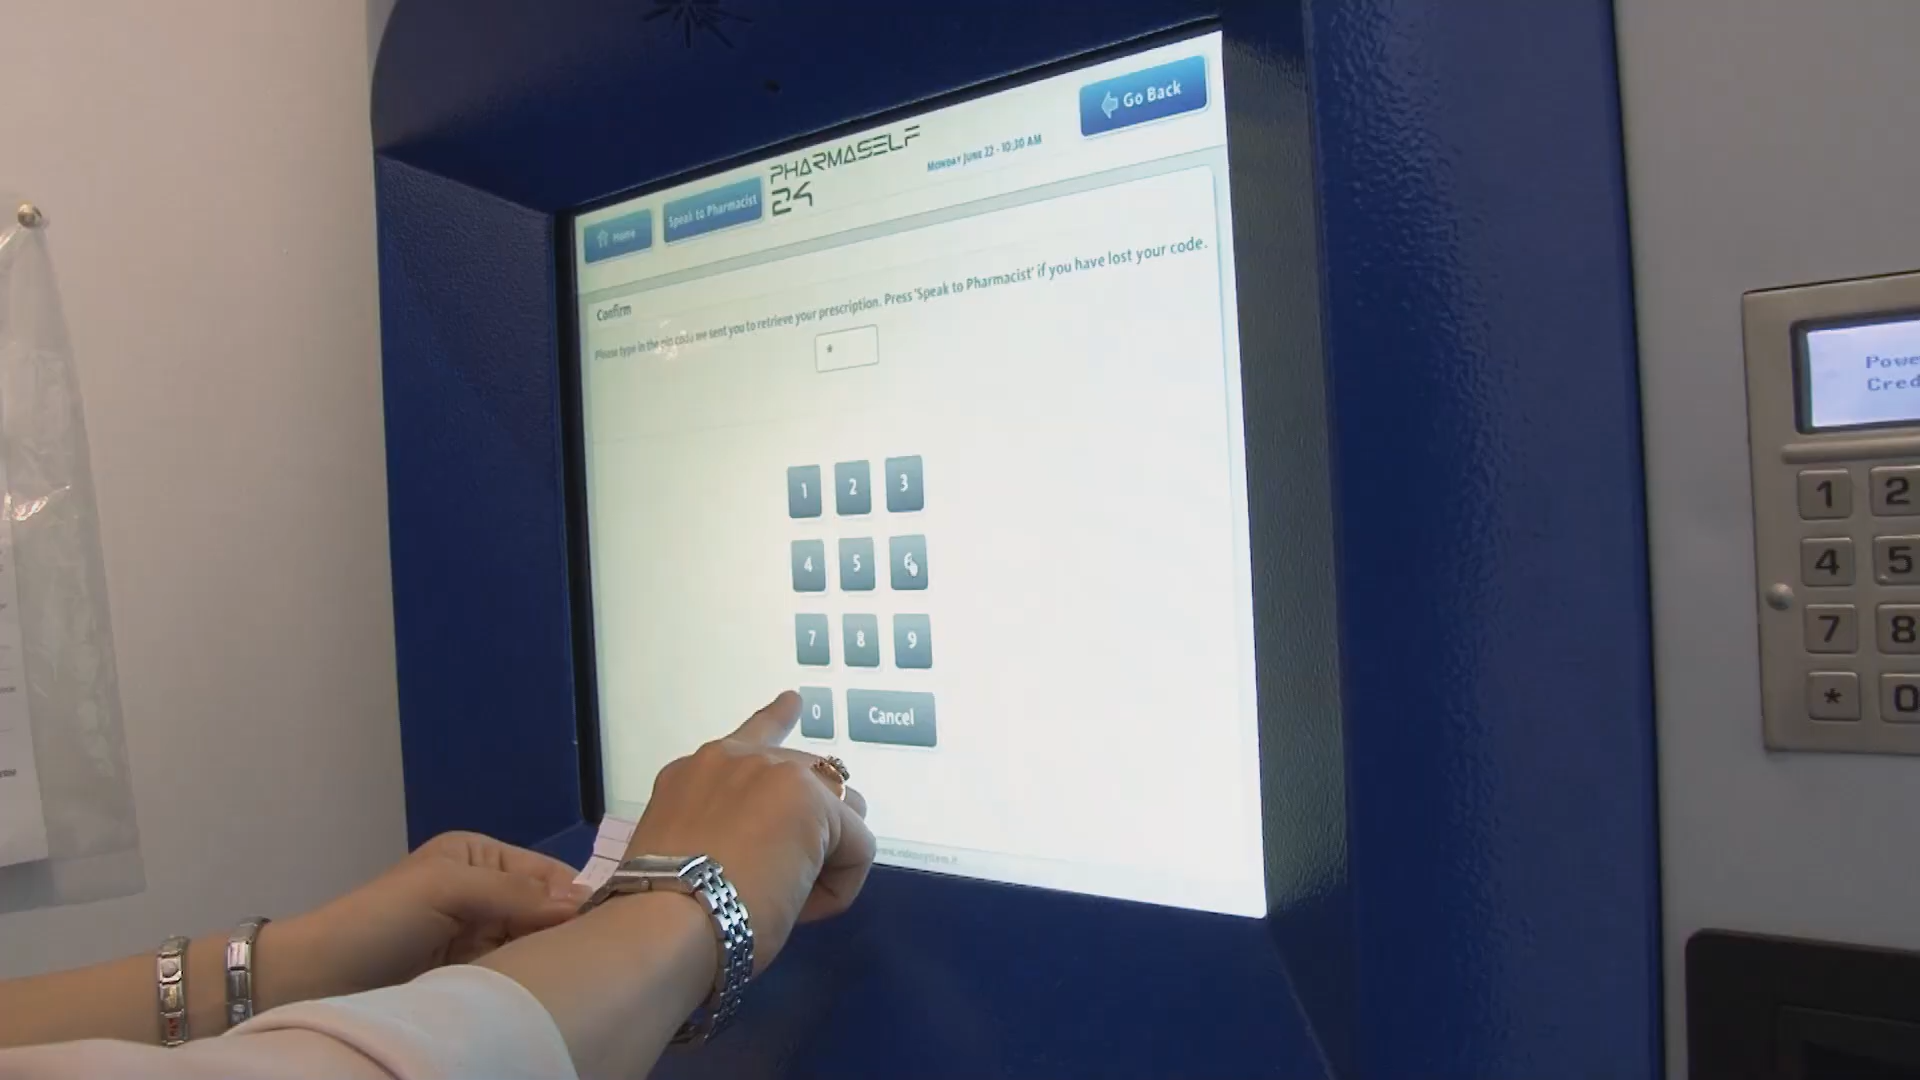 Go Back
PHARMASELF
24
MONDAY JUNE 22 - 10:30 AM
Home
Speak to Pharmacist
Confirm
Please type in the pin code we sent you to retrieve your prescription. Press 'Speak to Pharmacist' if you have lost your code.
*
1 2 3
4 5 6
7 8 9
0 Cancel
1 2
4 5
7 8
* 0